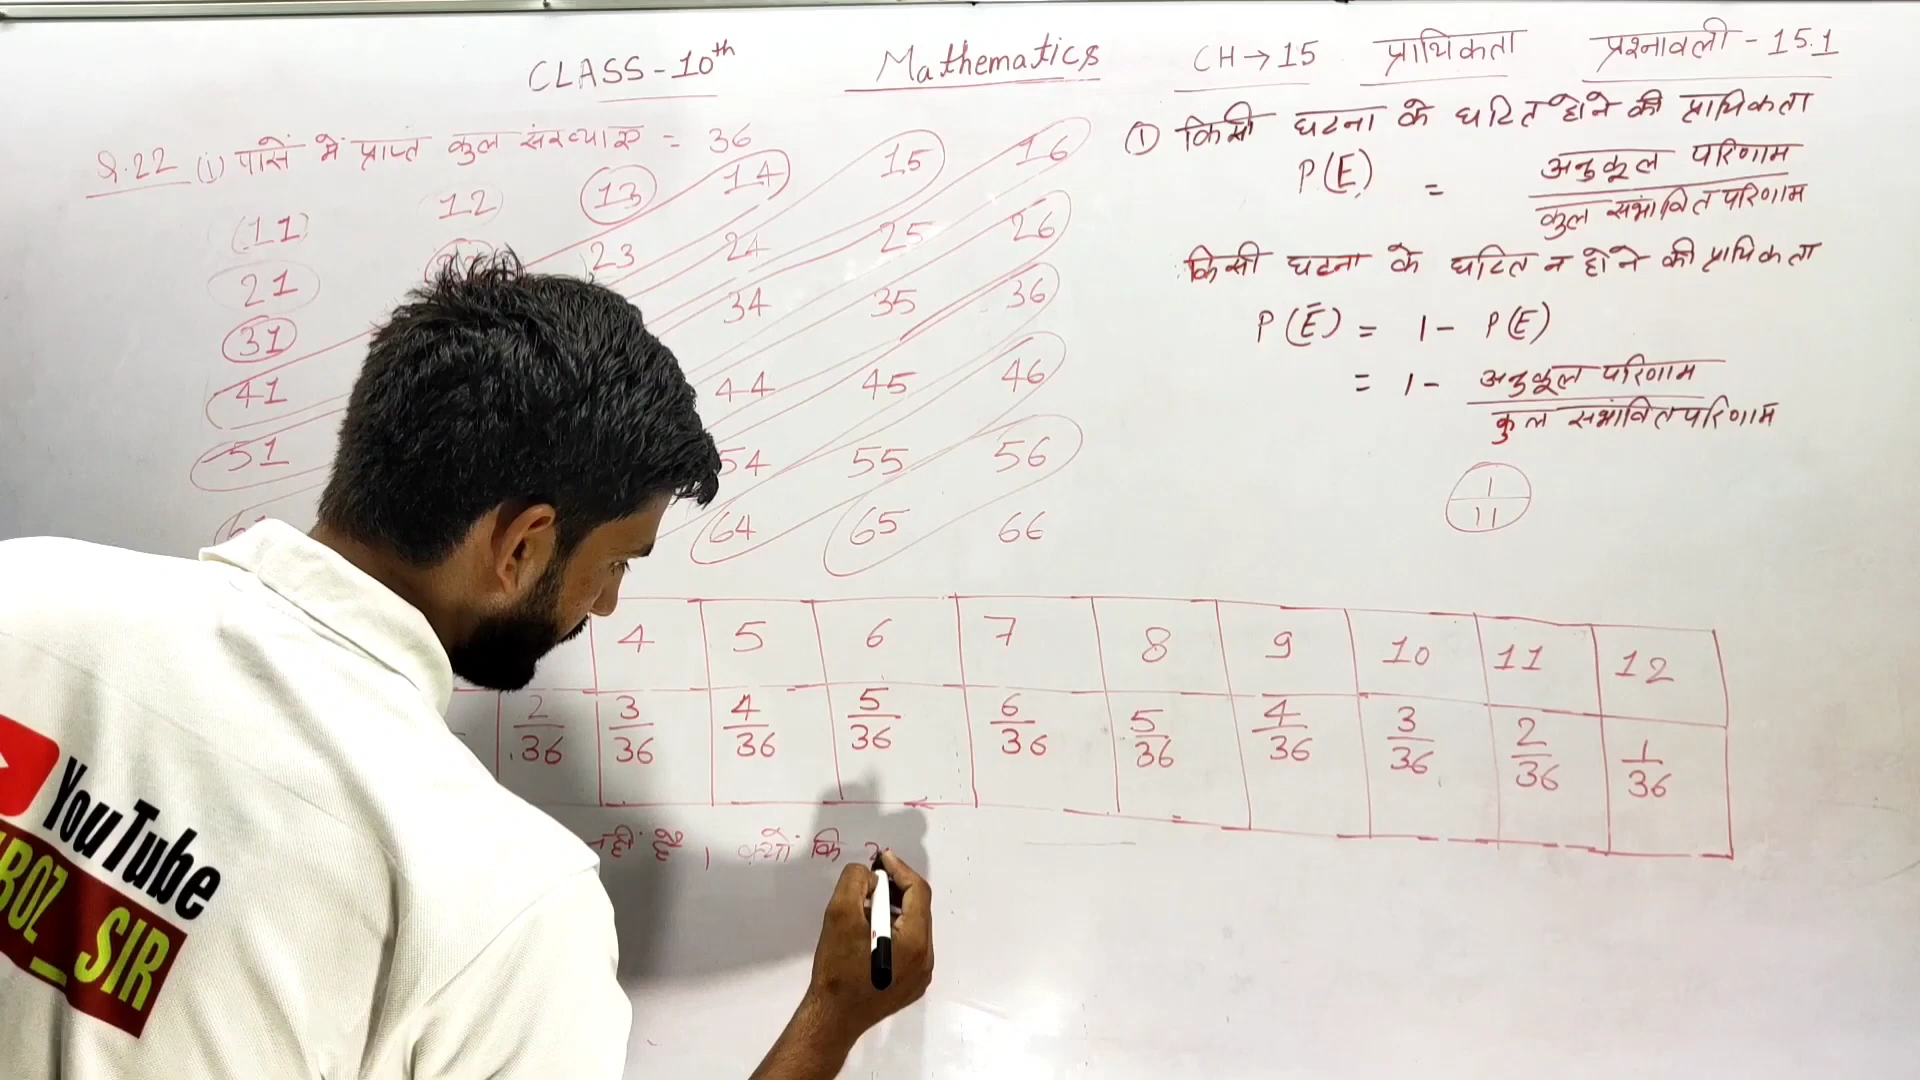 CLASS-10th Mathematics CH→15 प्रायिकता प्रश्नावली-15.1
Q.22 (i) पासें में प्राप्त कुल संख्याए = 36
11 12 13 14 15 16
21 23 24 25 26
31 34 35 36
41 44 45 46
51 54 55 56
64 65 66
① किसी घटना के घटित होने की प्रायिकता
P(E) = अनुकूल परिणाम / कुल संभावित परिणाम
किसी घटना के घटित न होने की प्रायिकता
P(Ē) = 1 - P(E)
= 1 - अनुकूल परिणाम / कुल संभावित परिणाम
1/11
4 5 6 7 8 9 10 11 12
2/36 3/36 4/36 5/36 6/36 5/36 4/36 3/36 2/36 1/36
नहीं हैं। क्यों कि
YouTube
BOZ_SIR